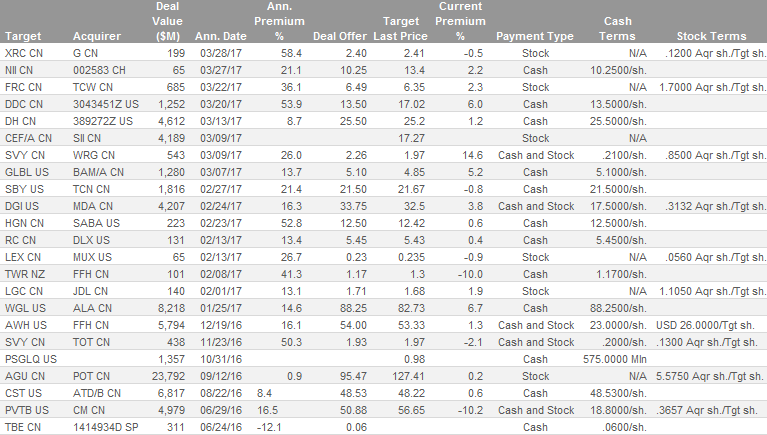 Deal Ann. Current
Target Acquirer Value ($M) Ann. Date Premium % Deal Offer Target Last Price Premium % Payment Type Cash Terms Stock Terms
XRC CN G CN 199 03/28/17 58.4 2.40 2.41 -0.5 Stock N/A .1200 Aqr sh./Tgt sh.
NII CN 002583 CH 65 03/27/17 21.1 10.25 13.4 2.2 Cash 10.2500/sh.
FRC CN TCW CN 685 03/22/17 36.1 6.49 6.35 2.3 Stock N/A 1.7000 Aqr sh./Tgt sh.
DDC CN 3043451Z US 1,252 03/20/17 53.9 13.50 17.02 6.0 Cash 13.5000/sh.
DH CN 389272Z US 4,612 03/13/17 8.7 25.50 25.2 1.2 Cash 25.5000/sh.
CEF/A CN SII CN 4,189 03/09/17 17.27 Stock N/A
SVY CN WRG CN 543 03/09/17 26.0 2.26 1.97 14.6 Cash and Stock .2100/sh. .8500 Aqr sh./Tgt sh.
GLBL US BAM/A CN 1,280 03/07/17 13.7 5.10 4.85 5.2 Cash 5.1000/sh.
SBY US TCN CN 1,816 02/27/17 21.4 21.50 21.67 -0.8 Cash 21.5000/sh.
DGI US MDA CN 4,207 02/24/17 16.3 33.75 32.5 3.8 Cash and Stock 17.5000/sh. .3132 Aqr sh./Tgt sh.
HGN CN SABA US 223 02/23/17 52.8 12.50 12.42 0.6 Cash 12.5000/sh.
RC CN DLX US 131 02/13/17 13.4 5.45 5.43 0.4 Cash 5.4500/sh.
LEX CN MUX US 65 02/13/17 26.7 0.23 0.235 -0.9 Stock N/A .0560 Aqr sh./Tgt sh.
TWR NZ FFH CN 101 02/08/17 41.3 1.17 1.3 -10.0 Cash 1.1700/sh.
LGC CN JDL CN 140 02/01/17 13.1 1.71 1.68 1.9 Stock N/A 1.1050 Aqr sh./Tgt sh.
WGL US ALA CN 8,218 01/25/17 14.6 88.25 82.73 6.7 Cash 88.2500/sh.
AWH US FFH CN 5,794 12/19/16 16.1 54.00 53.33 1.3 Cash and Stock 23.0000/sh. USD 26.0000/Tgt sh.
SVY CN TOT CN 438 11/23/16 50.3 1.93 1.97 -2.1 Cash and Stock .2000/sh. .1300 Aqr sh./Tgt sh.
PSGLQ US 1,357 10/31/16 0.98 Cash 575.0000 Mln
AGU CN POT CN 23,792 09/12/16 0.9 95.47 127.41 0.2 Stock N/A 5.5750 Aqr sh./Tgt sh.
CST US ATD/B CN 6,817 08/22/16 8.4 48.53 48.22 0.6 Cash 48.5300/sh.
PVTB US CM CN 4,979 06/29/16 16.5 50.88 56.65 -10.2 Cash and Stock 18.8000/sh. .3657 Aqr sh./Tgt sh.
TBE CN 1414934D SP 311 06/24/16 -12.1 0.06 Cash .0600/sh.